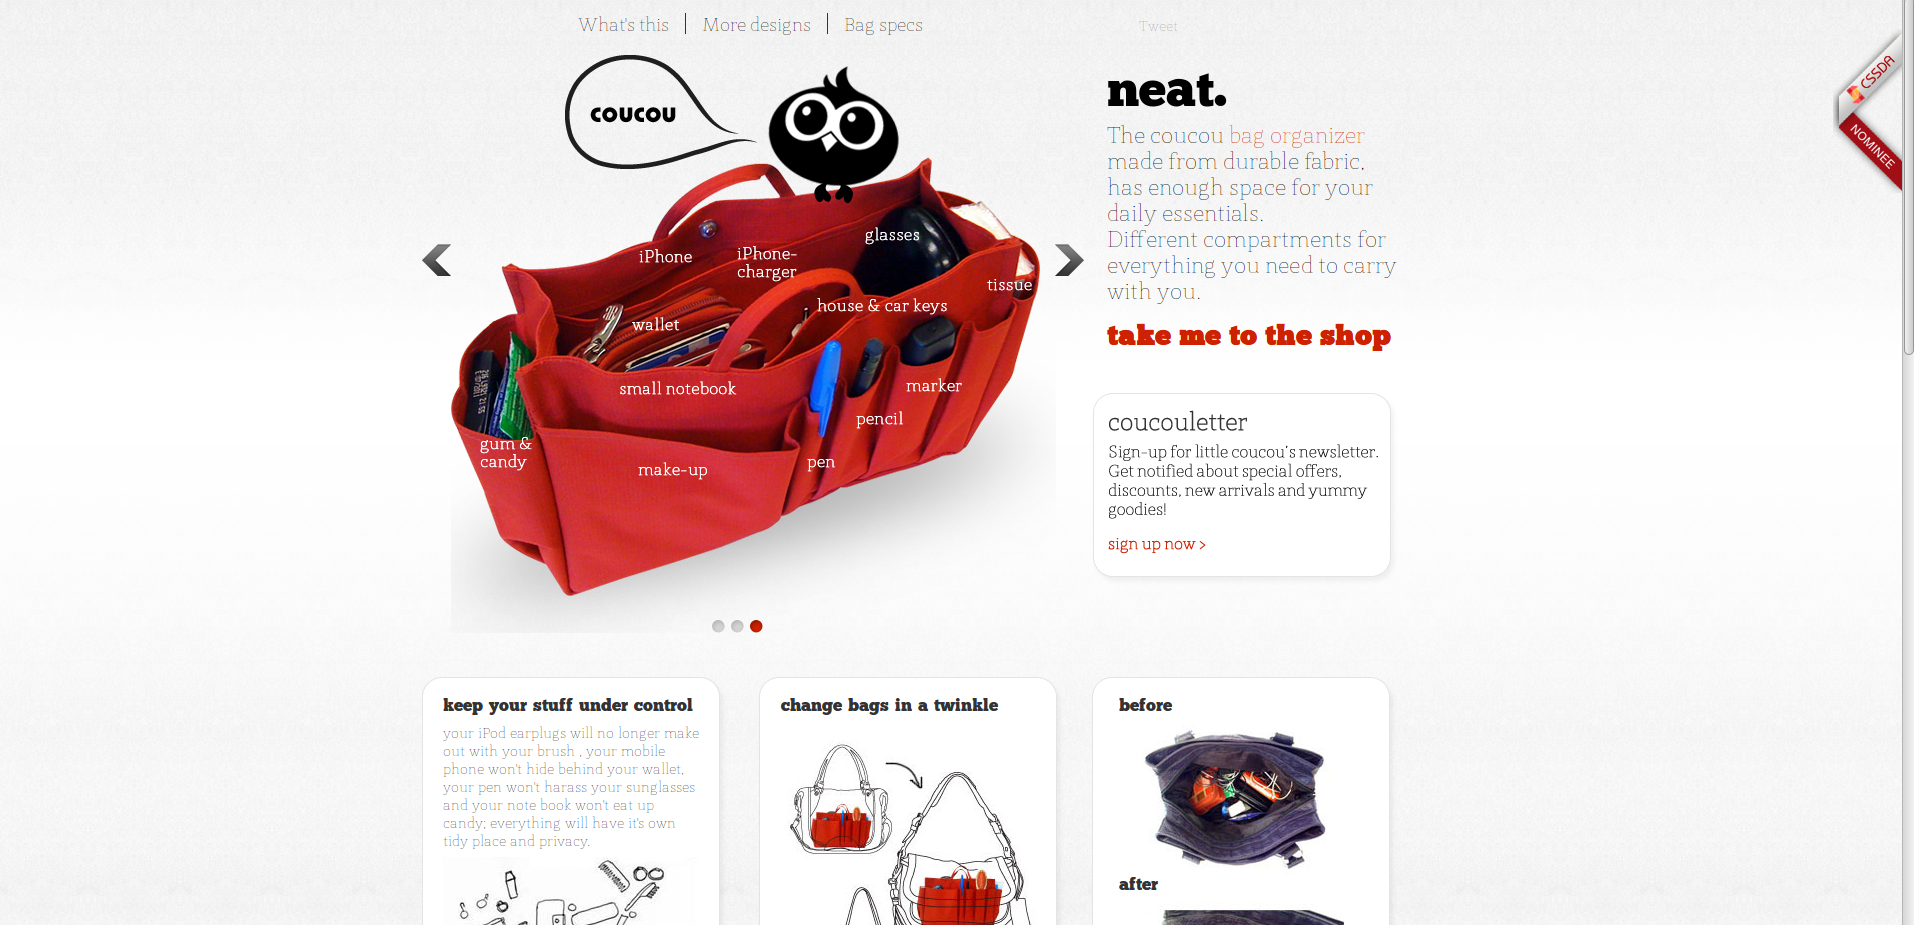 What's this
More designs
Bag specs
Tweet
CSSDA
NOMINEE
coucou
neat.
The coucou bag organizer
made from durable fabric,
has enough space for your
daily essentials.
Different compartments for
everything you need to carry
with you.
take me to the shop
glasses
iPhone
iPhone-
charger
tissue
house & car keys
wallet
small notebook
marker
pencil
gum &
candy
make-up
pen
coucouletter
Sign-up for little coucou's newsletter.
Get notified about special offers,
discounts, new arrivals and yummy
goodies!
sign up now >
keep your stuff under control
your iPod earplugs will no longer make
out with your brush , your mobile
phone won't hide behind your wallet,
your pen won't harass your sunglasses
and your note book won't eat up
candy; everything will have it's own
tidy place and privacy.
change bags in a twinkle
before
after